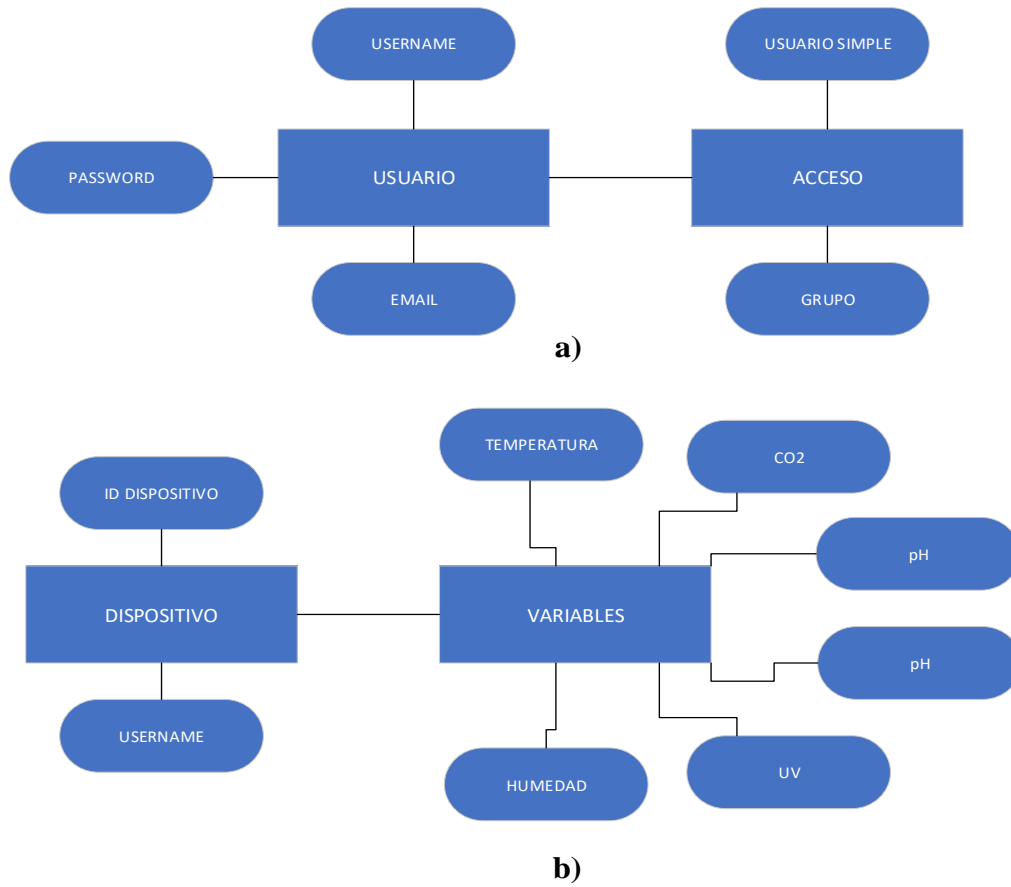 USERNAME
USUARIO SIMPLE
PASSWORD
USUARIO
ACCESO
EMAIL
GRUPO
a)
TEMPERATURA
CO2
ID DISPOSITIVO
pH
DISPOSITIVO
VARIABLES
pH
USERNAME
HUMEDAD
UV
b)